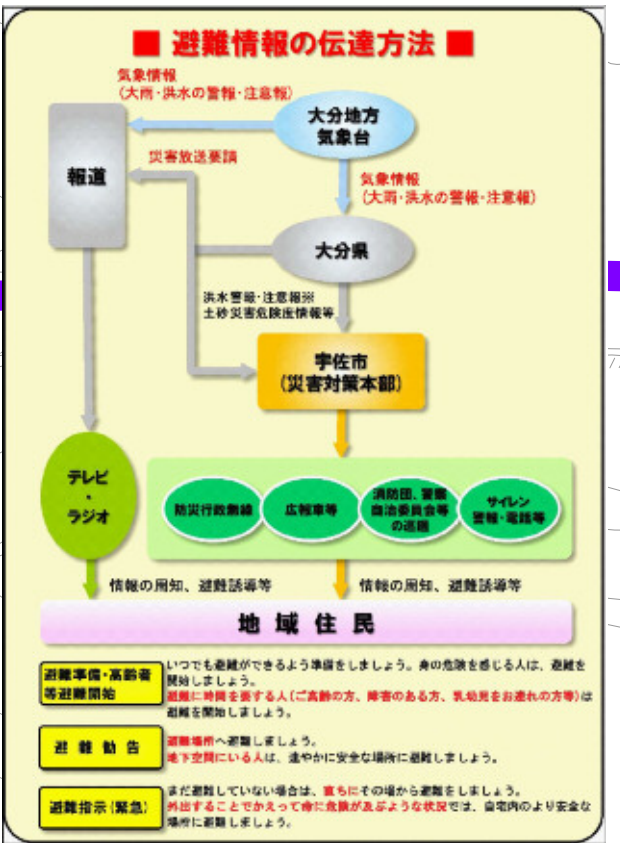 ■ 避難情報の伝達方法 ■
気象情報
(大雨・洪水の警報・注意報)
大分地方
気象台
報道
災害放送要請
気象情報
(大雨・洪水の警報・注意報)
大分県
洪水警報・注意報※
土砂災害危険度情報等
宇佐市
(災害対策本部)
テレビ
・
ラジオ
防災行政無線
広報車等
消防団、警察
自治委員会等
の巡回
サイレン
警報・電話等
情報の周知、避難誘導等
情報の周知、避難誘導等
地域住民
避難準備・高齢者
等避難開始
いつでも避難ができるよう準備をしましょう。身の危険を感じる人は、避難を
開始しましょう。
避難に時間を要する人(ご高齢の方、障害のある方、乳幼児をお連れの方等)は
避難を開始しましょう。
避難勧告
避難場所へ避難しましょう。
地下空間にいる人は、速やかに安全な場所に避難しましょう。
避難指示(緊急)
まだ避難していない場合は、直ちにその場から避難をしましょう。
外出することでかえって命に危険が及ぶような状況では、自宅内のより安全な
場所に避難しましょう。